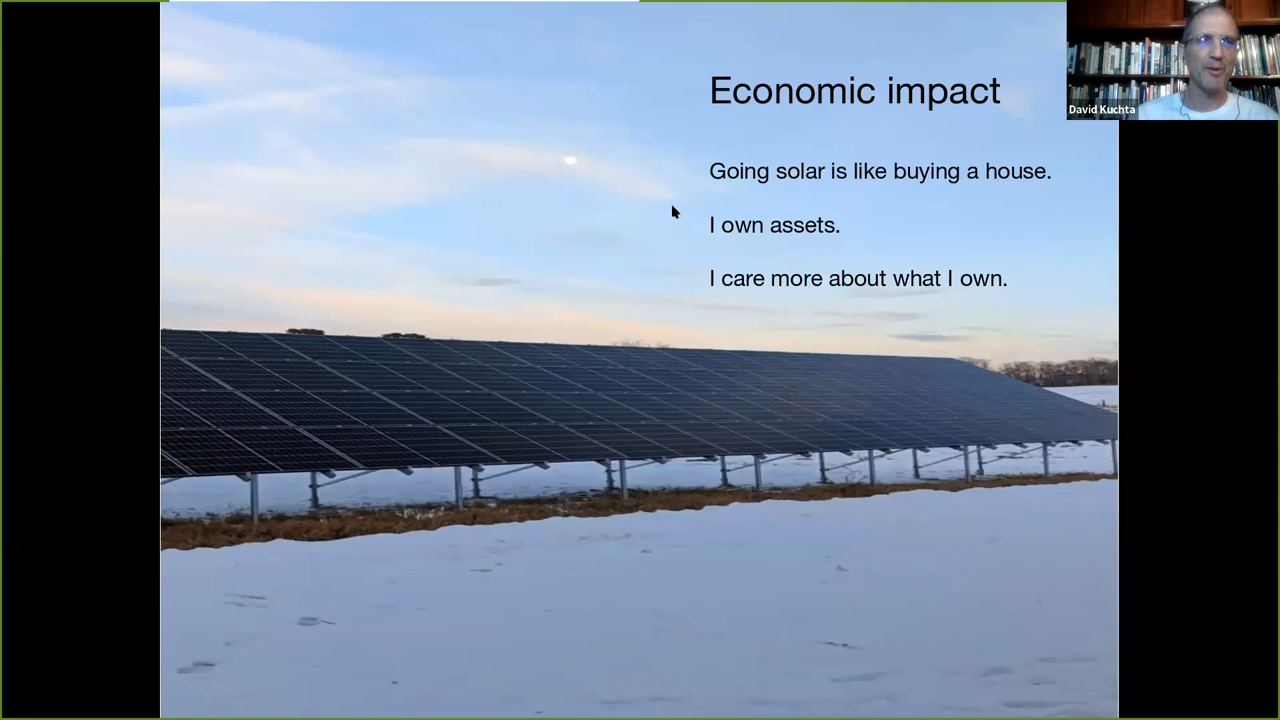 Economic impact
David Kuchta
Going solar is like buying a house.
I own assets.
I care more about what I own.